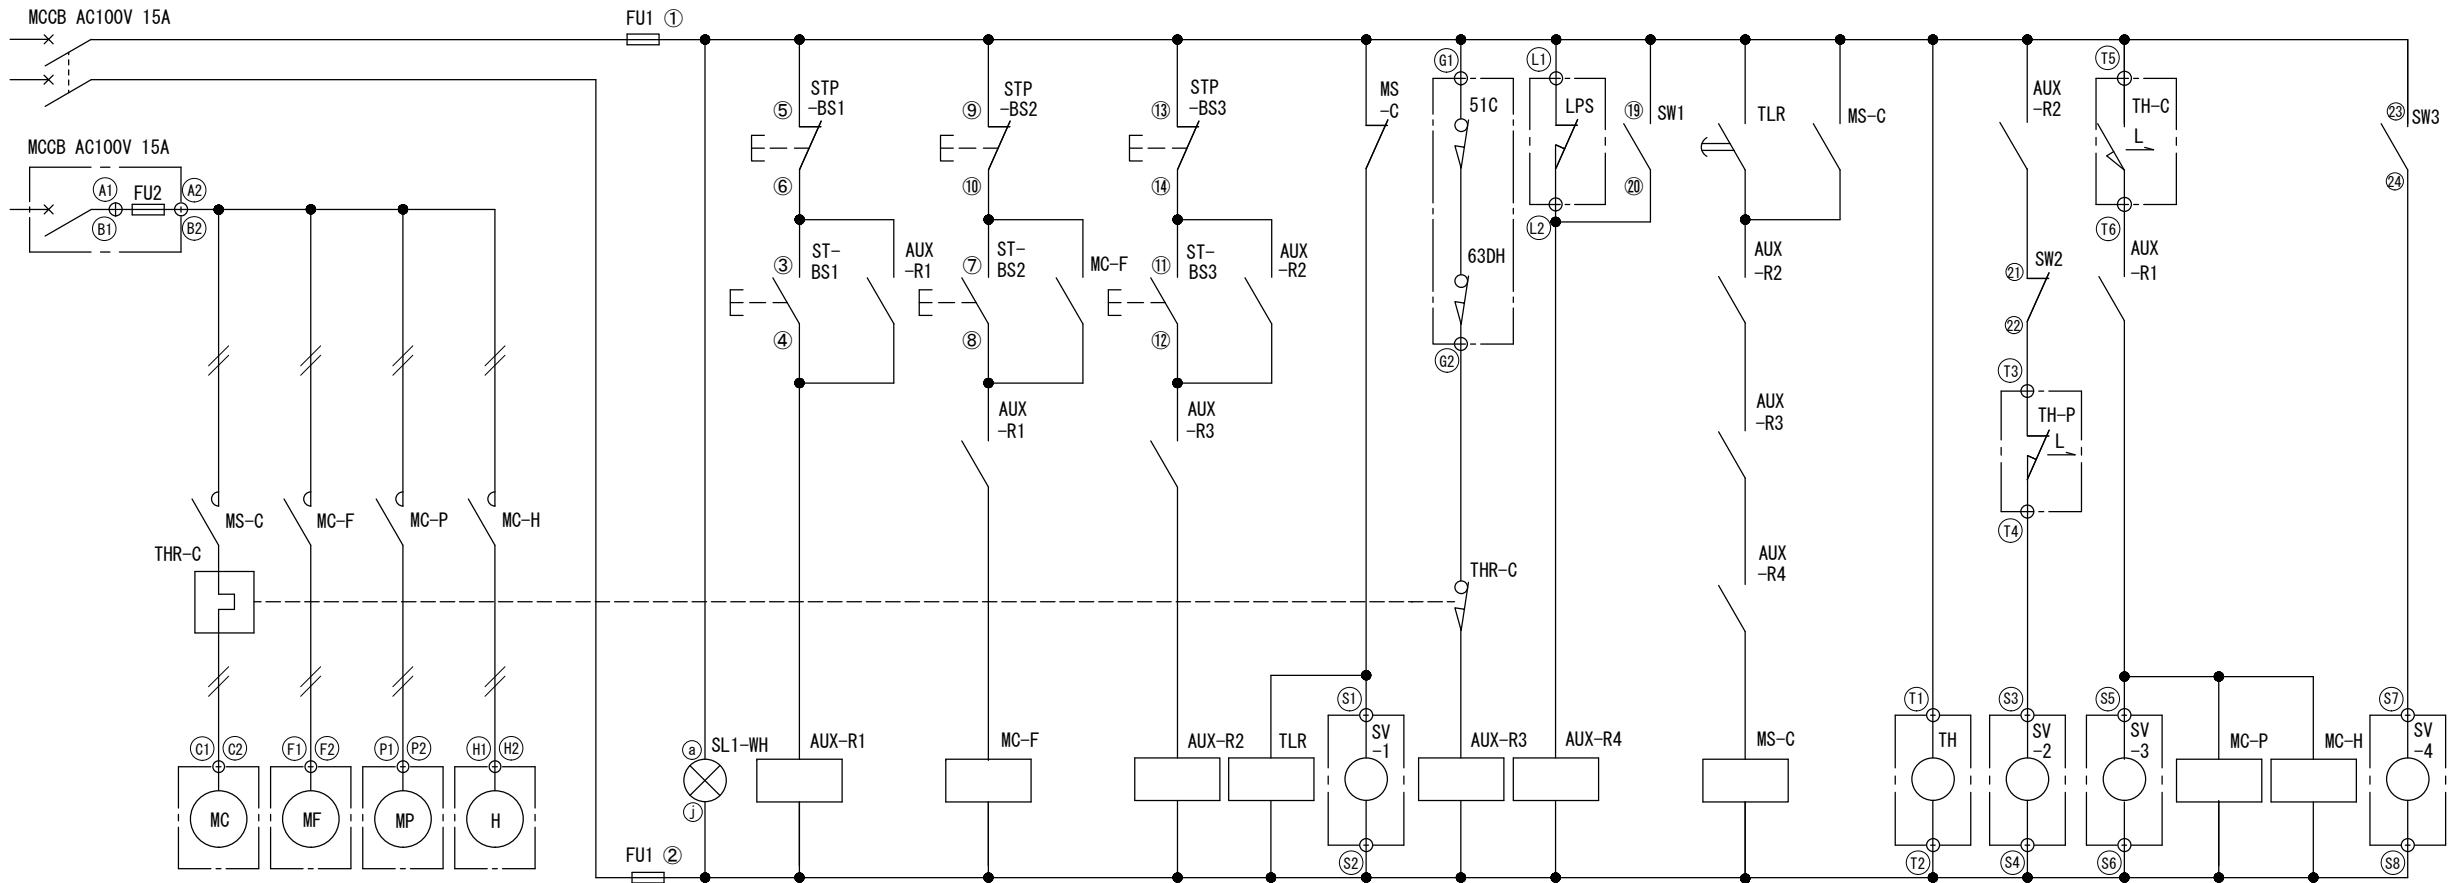 MCCB AC100V 15A
FU1 ①
MCCB AC100V 15A
A1
FU2
A2
B1
B2
MS-C
MC-F
MC-P
MC-H
THR-C
C1
C2
F1
F2
P1
P2
H1
H2
MC
MF
MP
H
FU1 ②
a
SL1-WH
j
⑤
STP
-BS1
⑥
③
ST-
BS1
AUX
-R1
④
AUX-R1
⑨
STP
-BS2
⑩
⑦
ST-
BS2
MC-F
⑧
AUX
-R1
MC-F
⑬
STP
-BS3
⑭
⑪
ST-
BS3
AUX
-R2
⑫
AUX
-R3
AUX-R2
TLR
MS
-C
S1
SV
-1
S2
G1
51C
63DH
G2
THR-C
AUX-R3
L1
LPS
L2
⑲
SW1
⑳
AUX-R4
TLR
MS-C
AUX
-R2
AUX
-R3
AUX
-R4
MS-C
T1
TH
T2
AUX
-R2
㉑
SW2
㉒
T3
TH-P
L
T4
S3
SV
-2
S4
T5
TH-C
L
T6
AUX
-R1
S5
SV
-3
S6
MC-P
MC-H
㉓
SW3
㉔
S7
SV
-4
S8